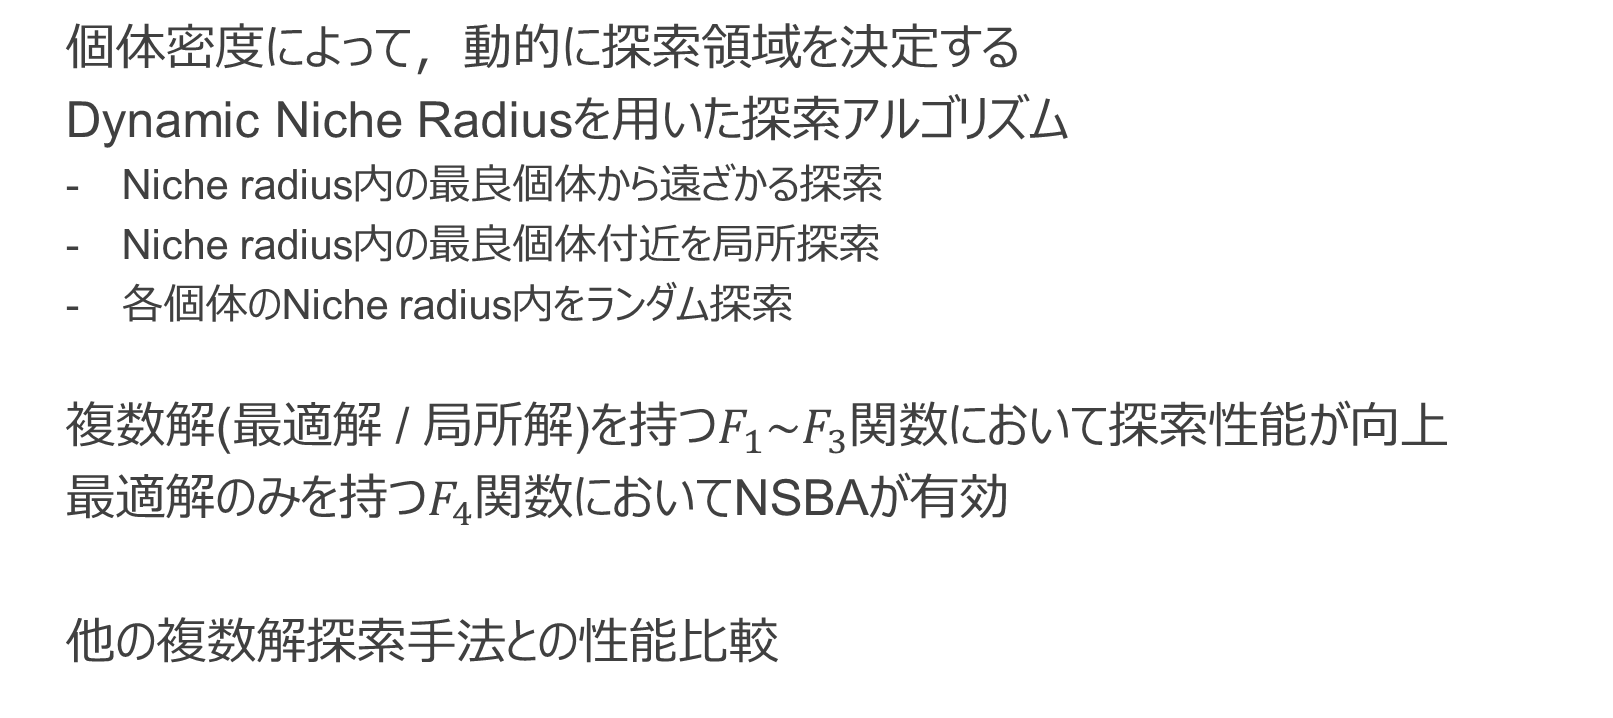 個体密度によって，動的に探索領域を決定する
Dynamic Niche Radiusを用いた探索アルゴリズム
- Niche radius内の最良個体から遠ざかる探索
- Niche radius内の最良個体付近を局所探索
- 各個体のNiche radius内をランダム探索
複数解(最適解 / 局所解)を持つF₁~F₃関数において探索性能が向上
最適解のみを持つF₄関数においてNSBAが有効
他の複数解探索手法との性能比較